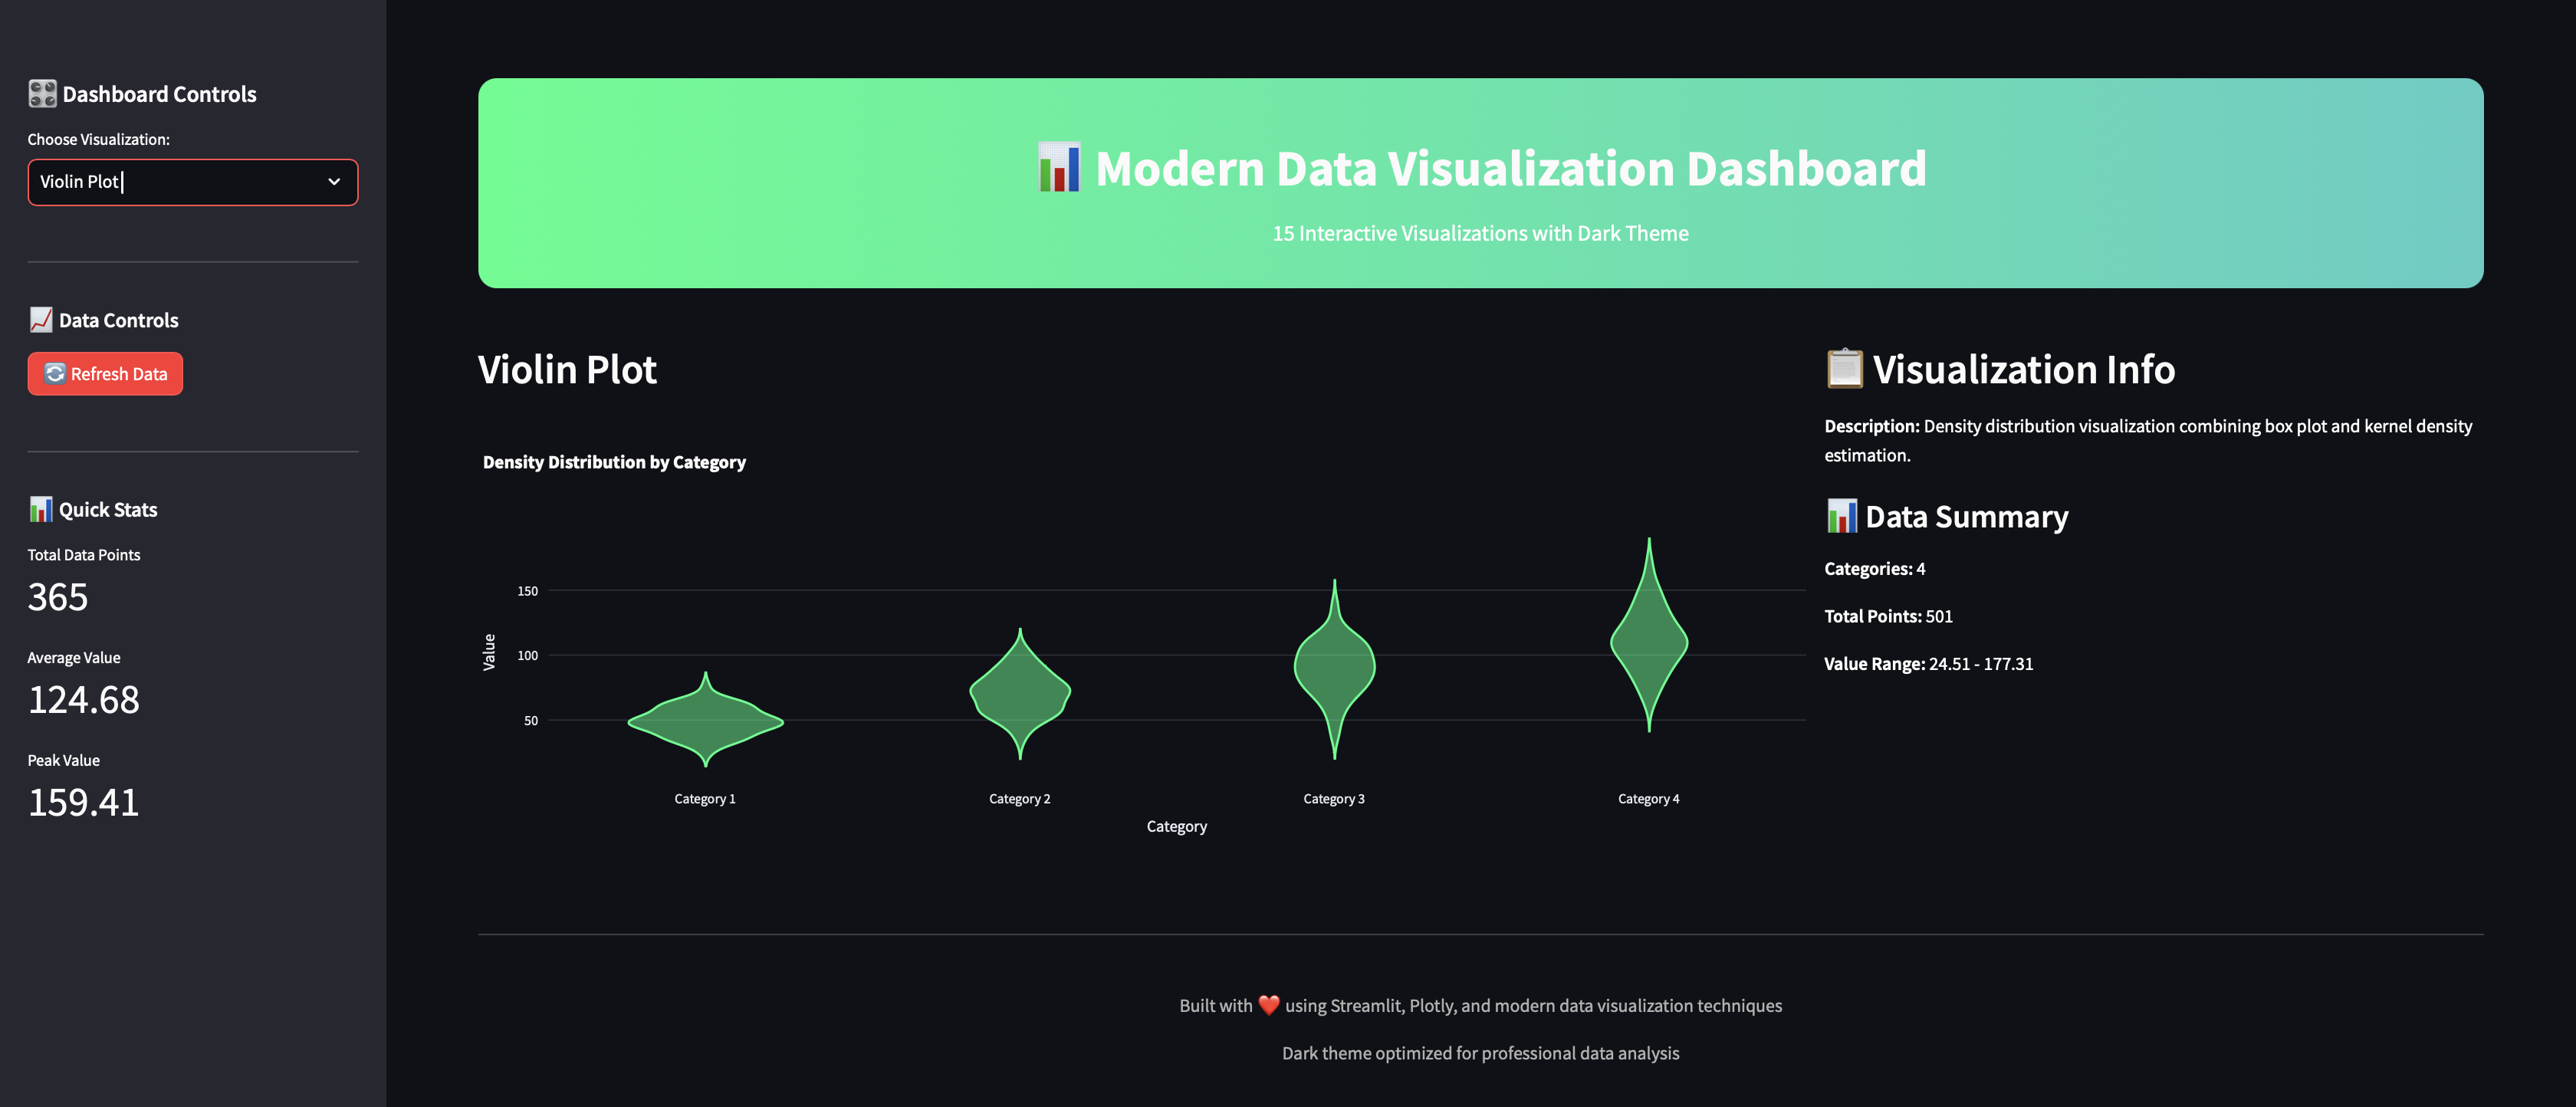 Dashboard Controls
Choose Visualization:
Violin Plot
Data Controls
Refresh Data
Quick Stats
Total Data Points
365
Average Value
124.68
Peak Value
159.41
Modern Data Visualization Dashboard
15 Interactive Visualizations with Dark Theme
Violin Plot
Density Distribution by Category
150
100
50
Value
Category 1
Category 2
Category 3
Category 4
Category
Visualization Info
Description: Density distribution visualization combining box plot and kernel density
estimation.
Data Summary
Categories: 4
Total Points: 501
Value Range: 24.51 - 177.31
Built with ❤️ using Streamlit, Plotly, and modern data visualization techniques
Dark theme optimized for professional data analysis